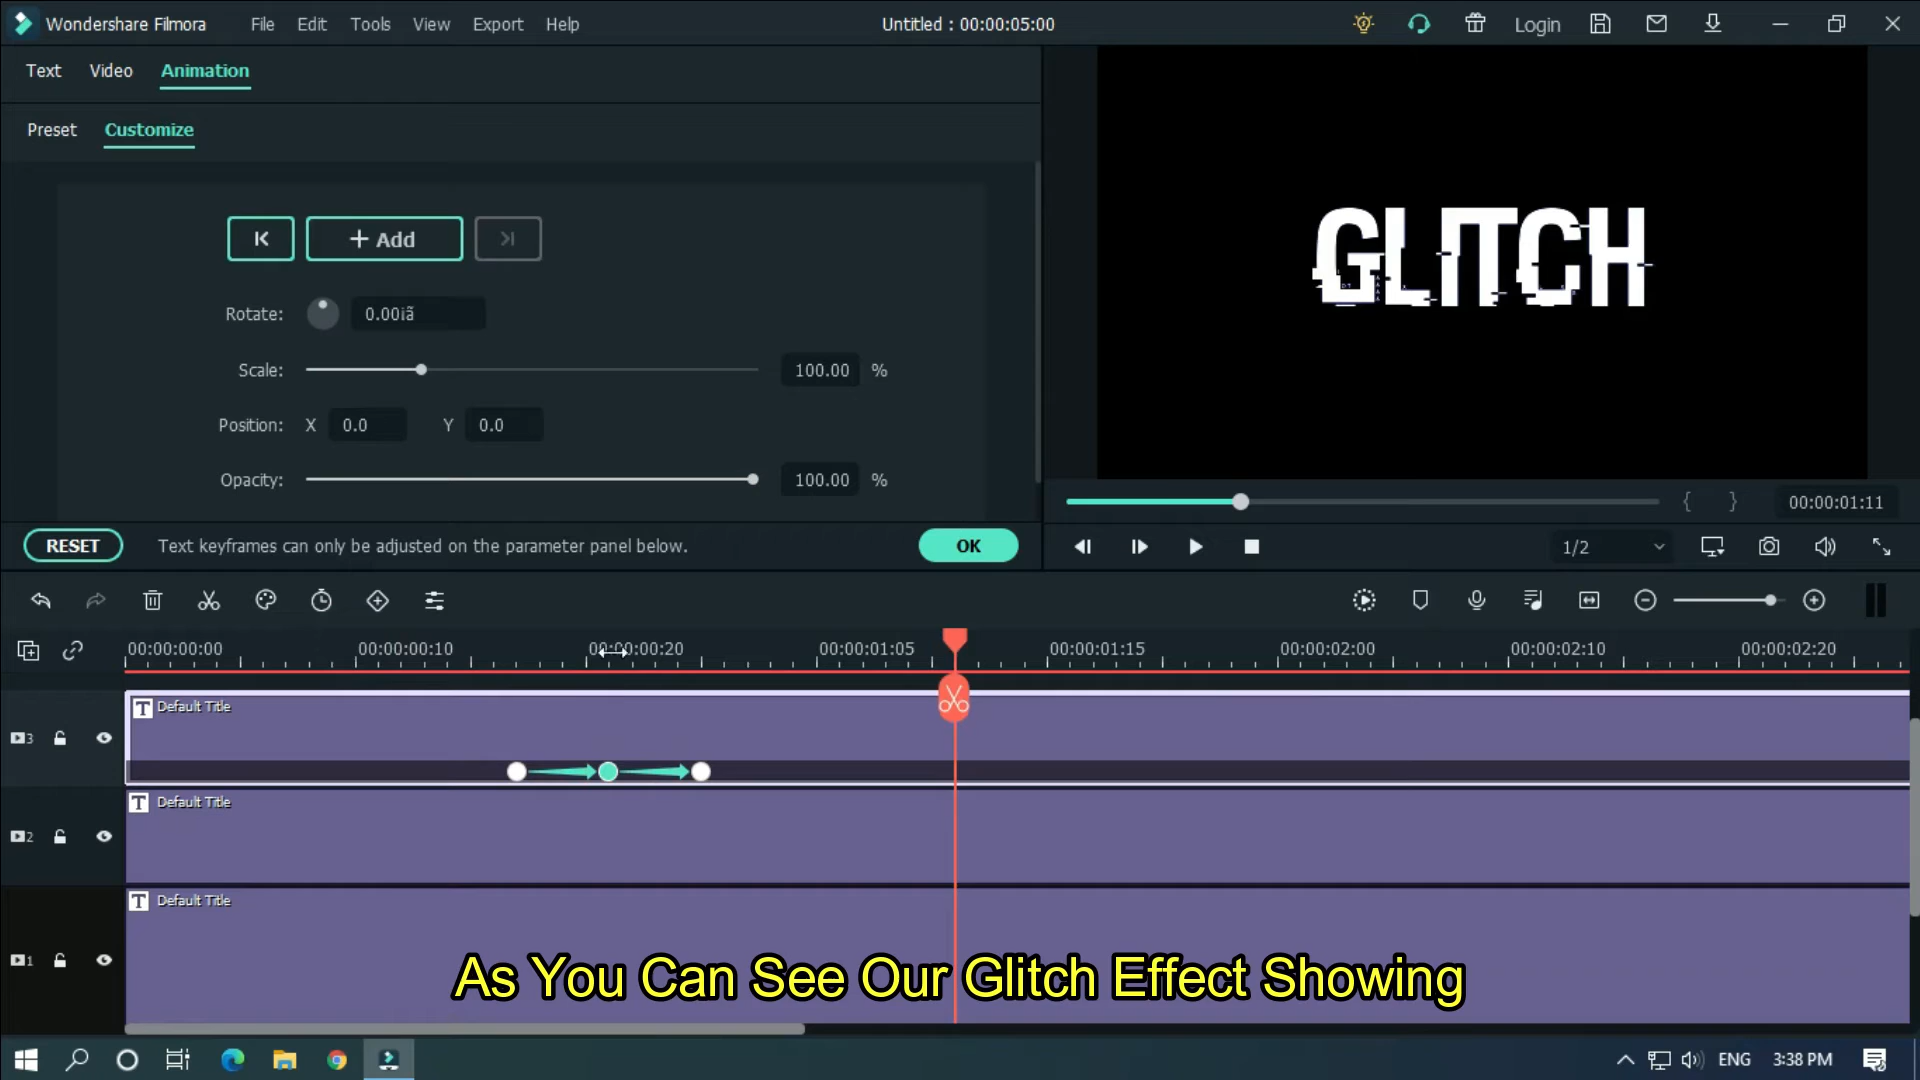 Wondershare Filmora File Edit Tools View Export Help Untitled : 00:00:05:00 Login
Text Video Animation
Preset Customize
GLITCH
+ Add
Rotate: 0.00iã
Scale: 100.00 %
Position: X 0.0 Y 0.0
Opacity: 100.00 %
{ } 00:00:01:11
RESET Text keyframes can only be adjusted on the parameter panel below. OK
1/2
00:00:00:00 00:00:00:10 00:00:00:20 00:00:01:05 00:00:01:15 00:00:02:00 00:00:02:10 00:00:02:20
T Default Title
3
T Default Title
2
T Default Title
1
As You Can See Our Glitch Effect Showing
ENG 3:38 PM